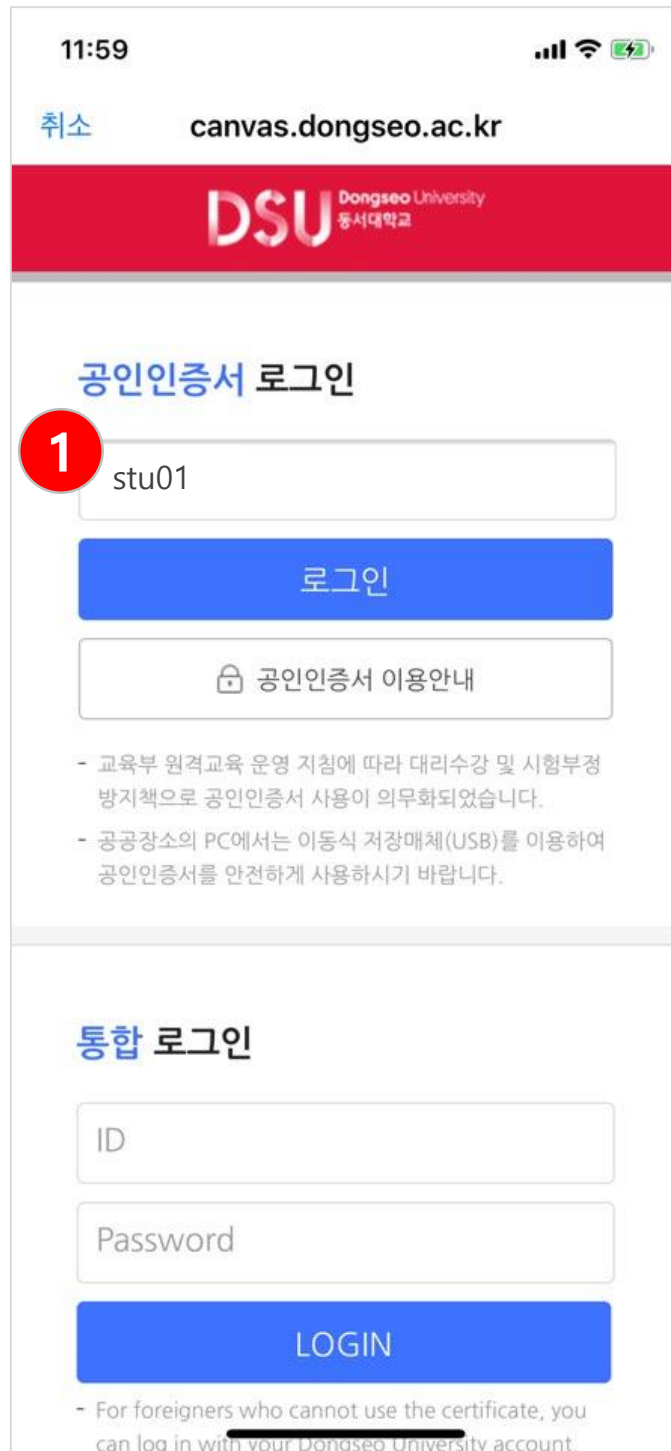 11:59
취소 canvas.dongseo.ac.kr
DSU Dongseo University
동서대학교
공인인증서 로그인
1
stu01
로그인
공인인증서 이용안내
- 교육부 원격교육 운영 지침에 따라 대리수강 및 시험부정
방지책으로 공인인증서 사용이 의무화되었습니다.
- 공공장소의 PC에서는 이동식 저장매체(USB)를 이용하여
공인인증서를 안전하게 사용하시기 바랍니다.
통합 로그인
ID
Password
LOGIN
- For foreigners who cannot use the certificate, you
can log in with your Dongseo University account